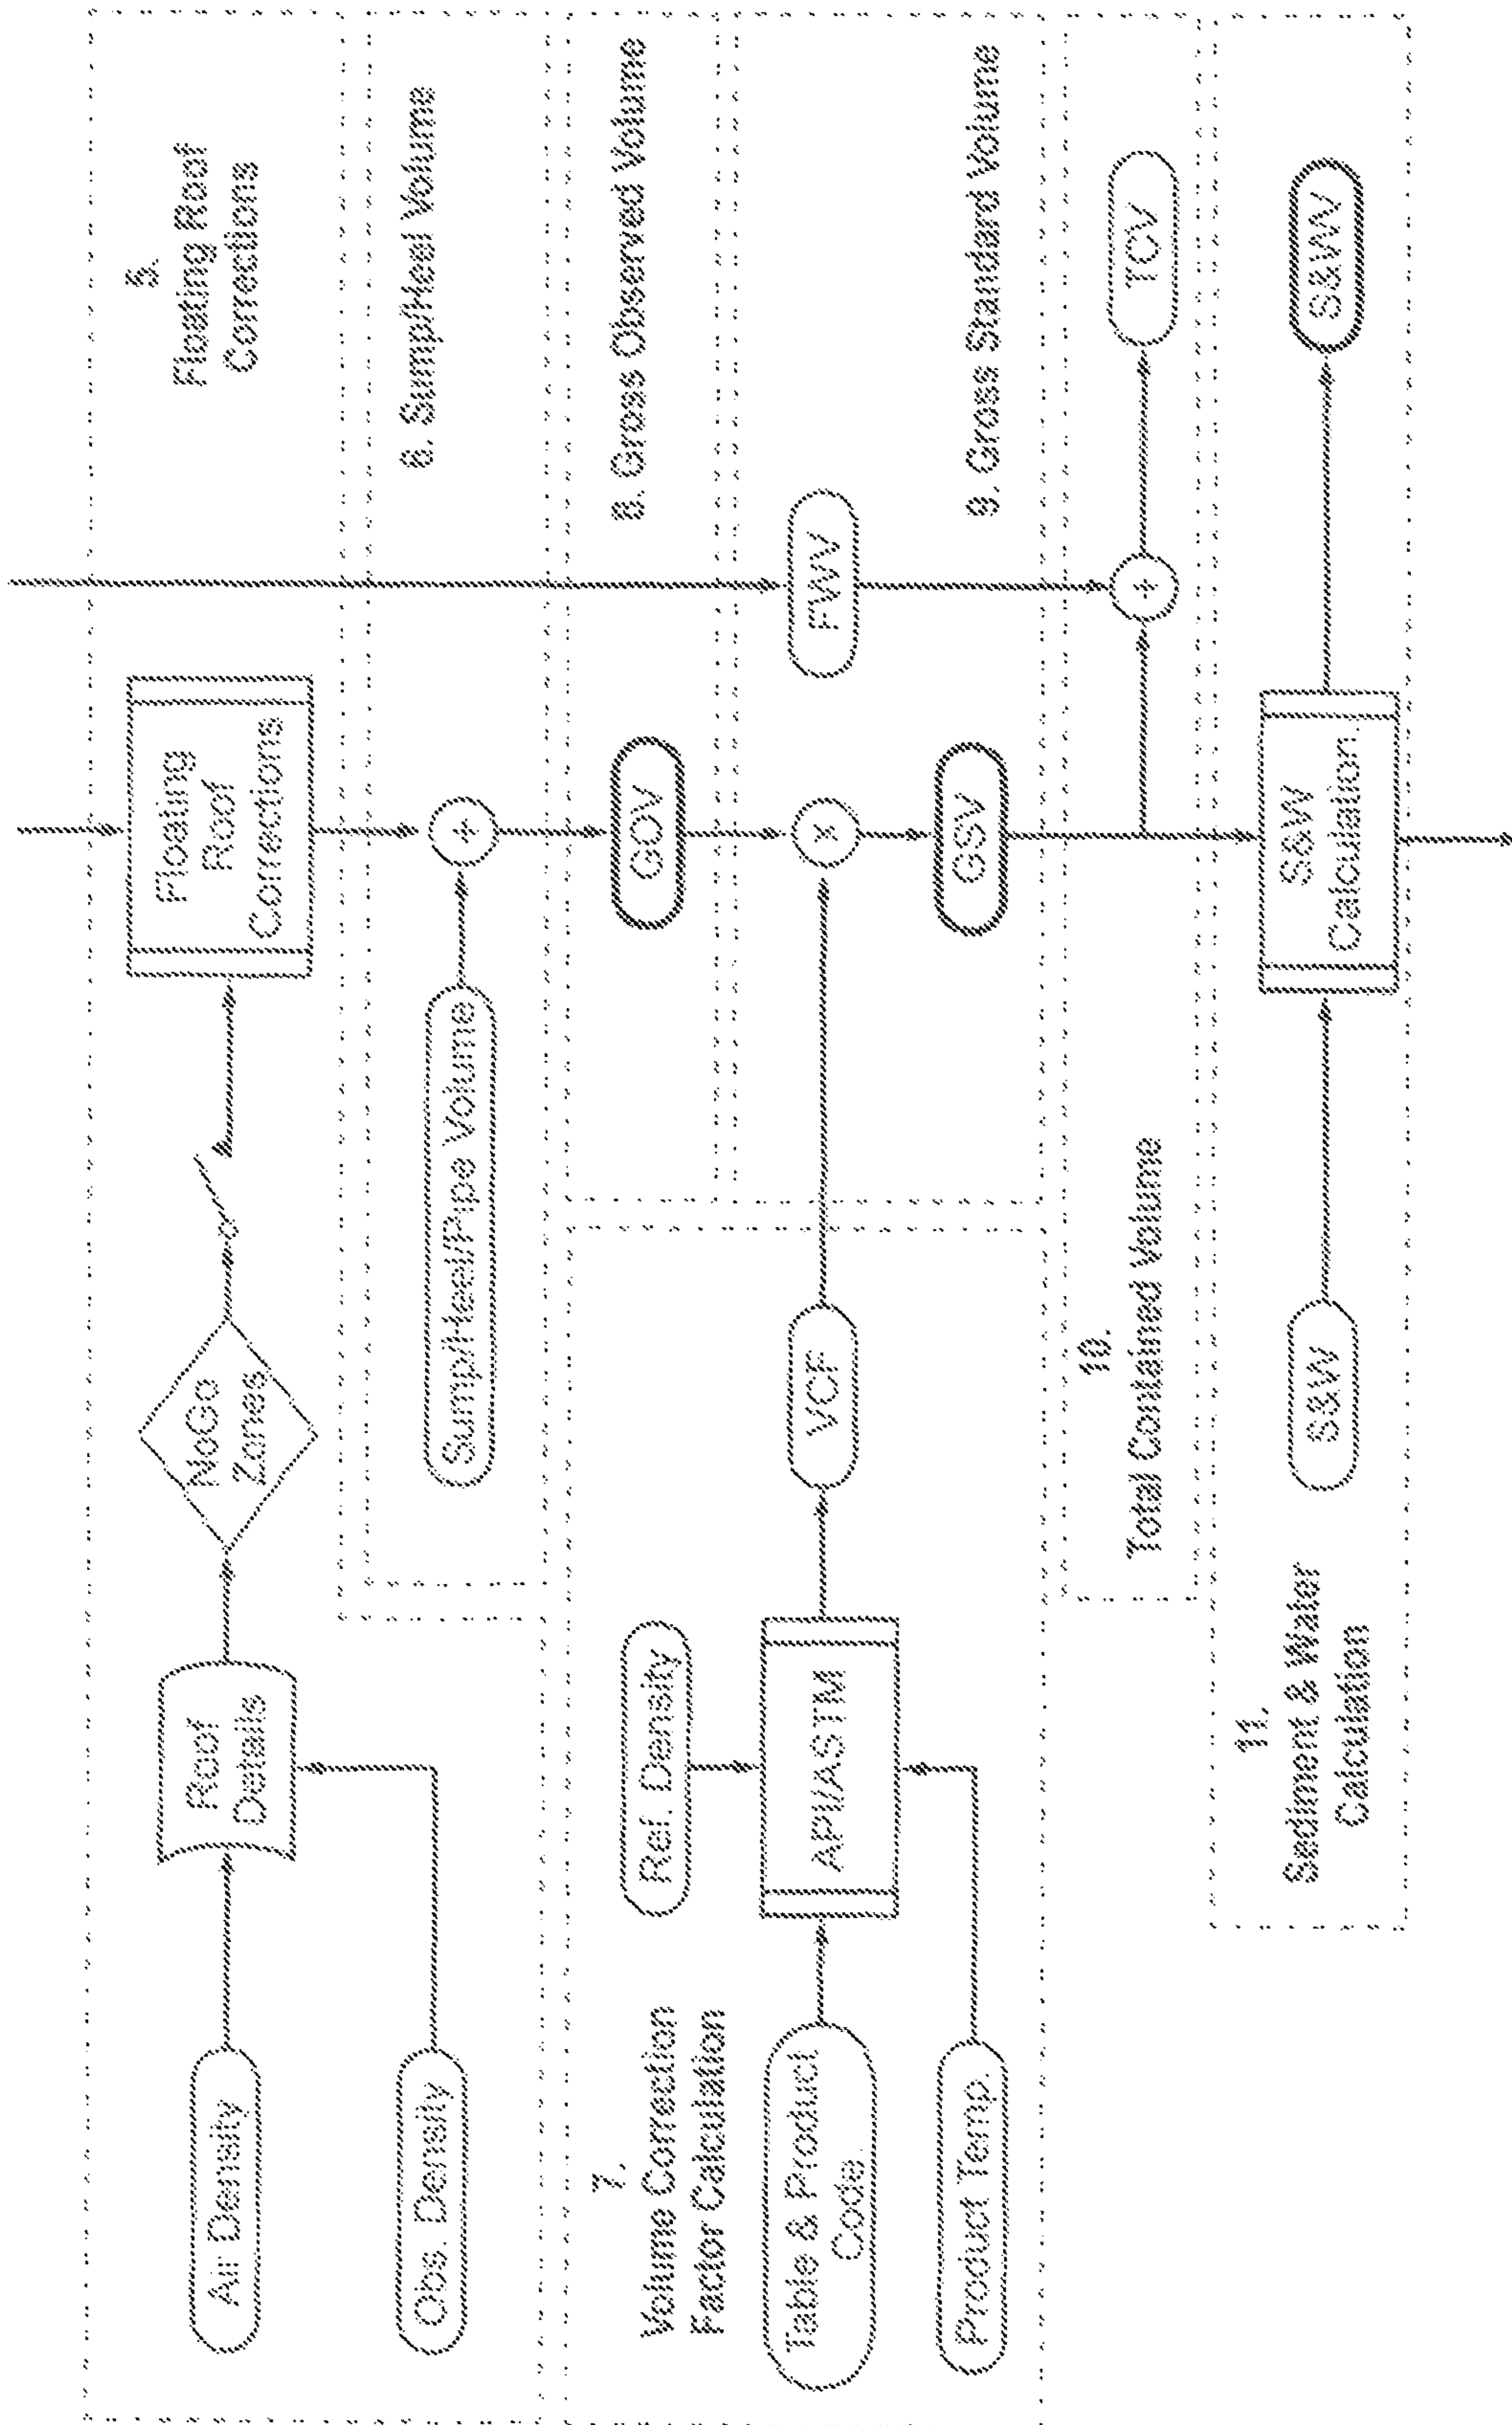 Air Density
Roof
Details
NoGo
Zones
Floating
Roof
Corrections
5.
Floating Roof
Corrections
Obs. Density
Sump/Heel/Pipe Volume
+
6. Sump/Heel Volume
7.
Volume Correction
Factor Calculation
Ref. Density
GOV
8. Gross Observed Volume
Table & Product
Code
API/ASTM
VCF
x
FWV
Product Temp.
GSV
9. Gross Standard Volume
10.
Total Contained Volume
+
TCV
11.
Sediment & Water
Calculation
S&W
S&W
Calculation
S&W